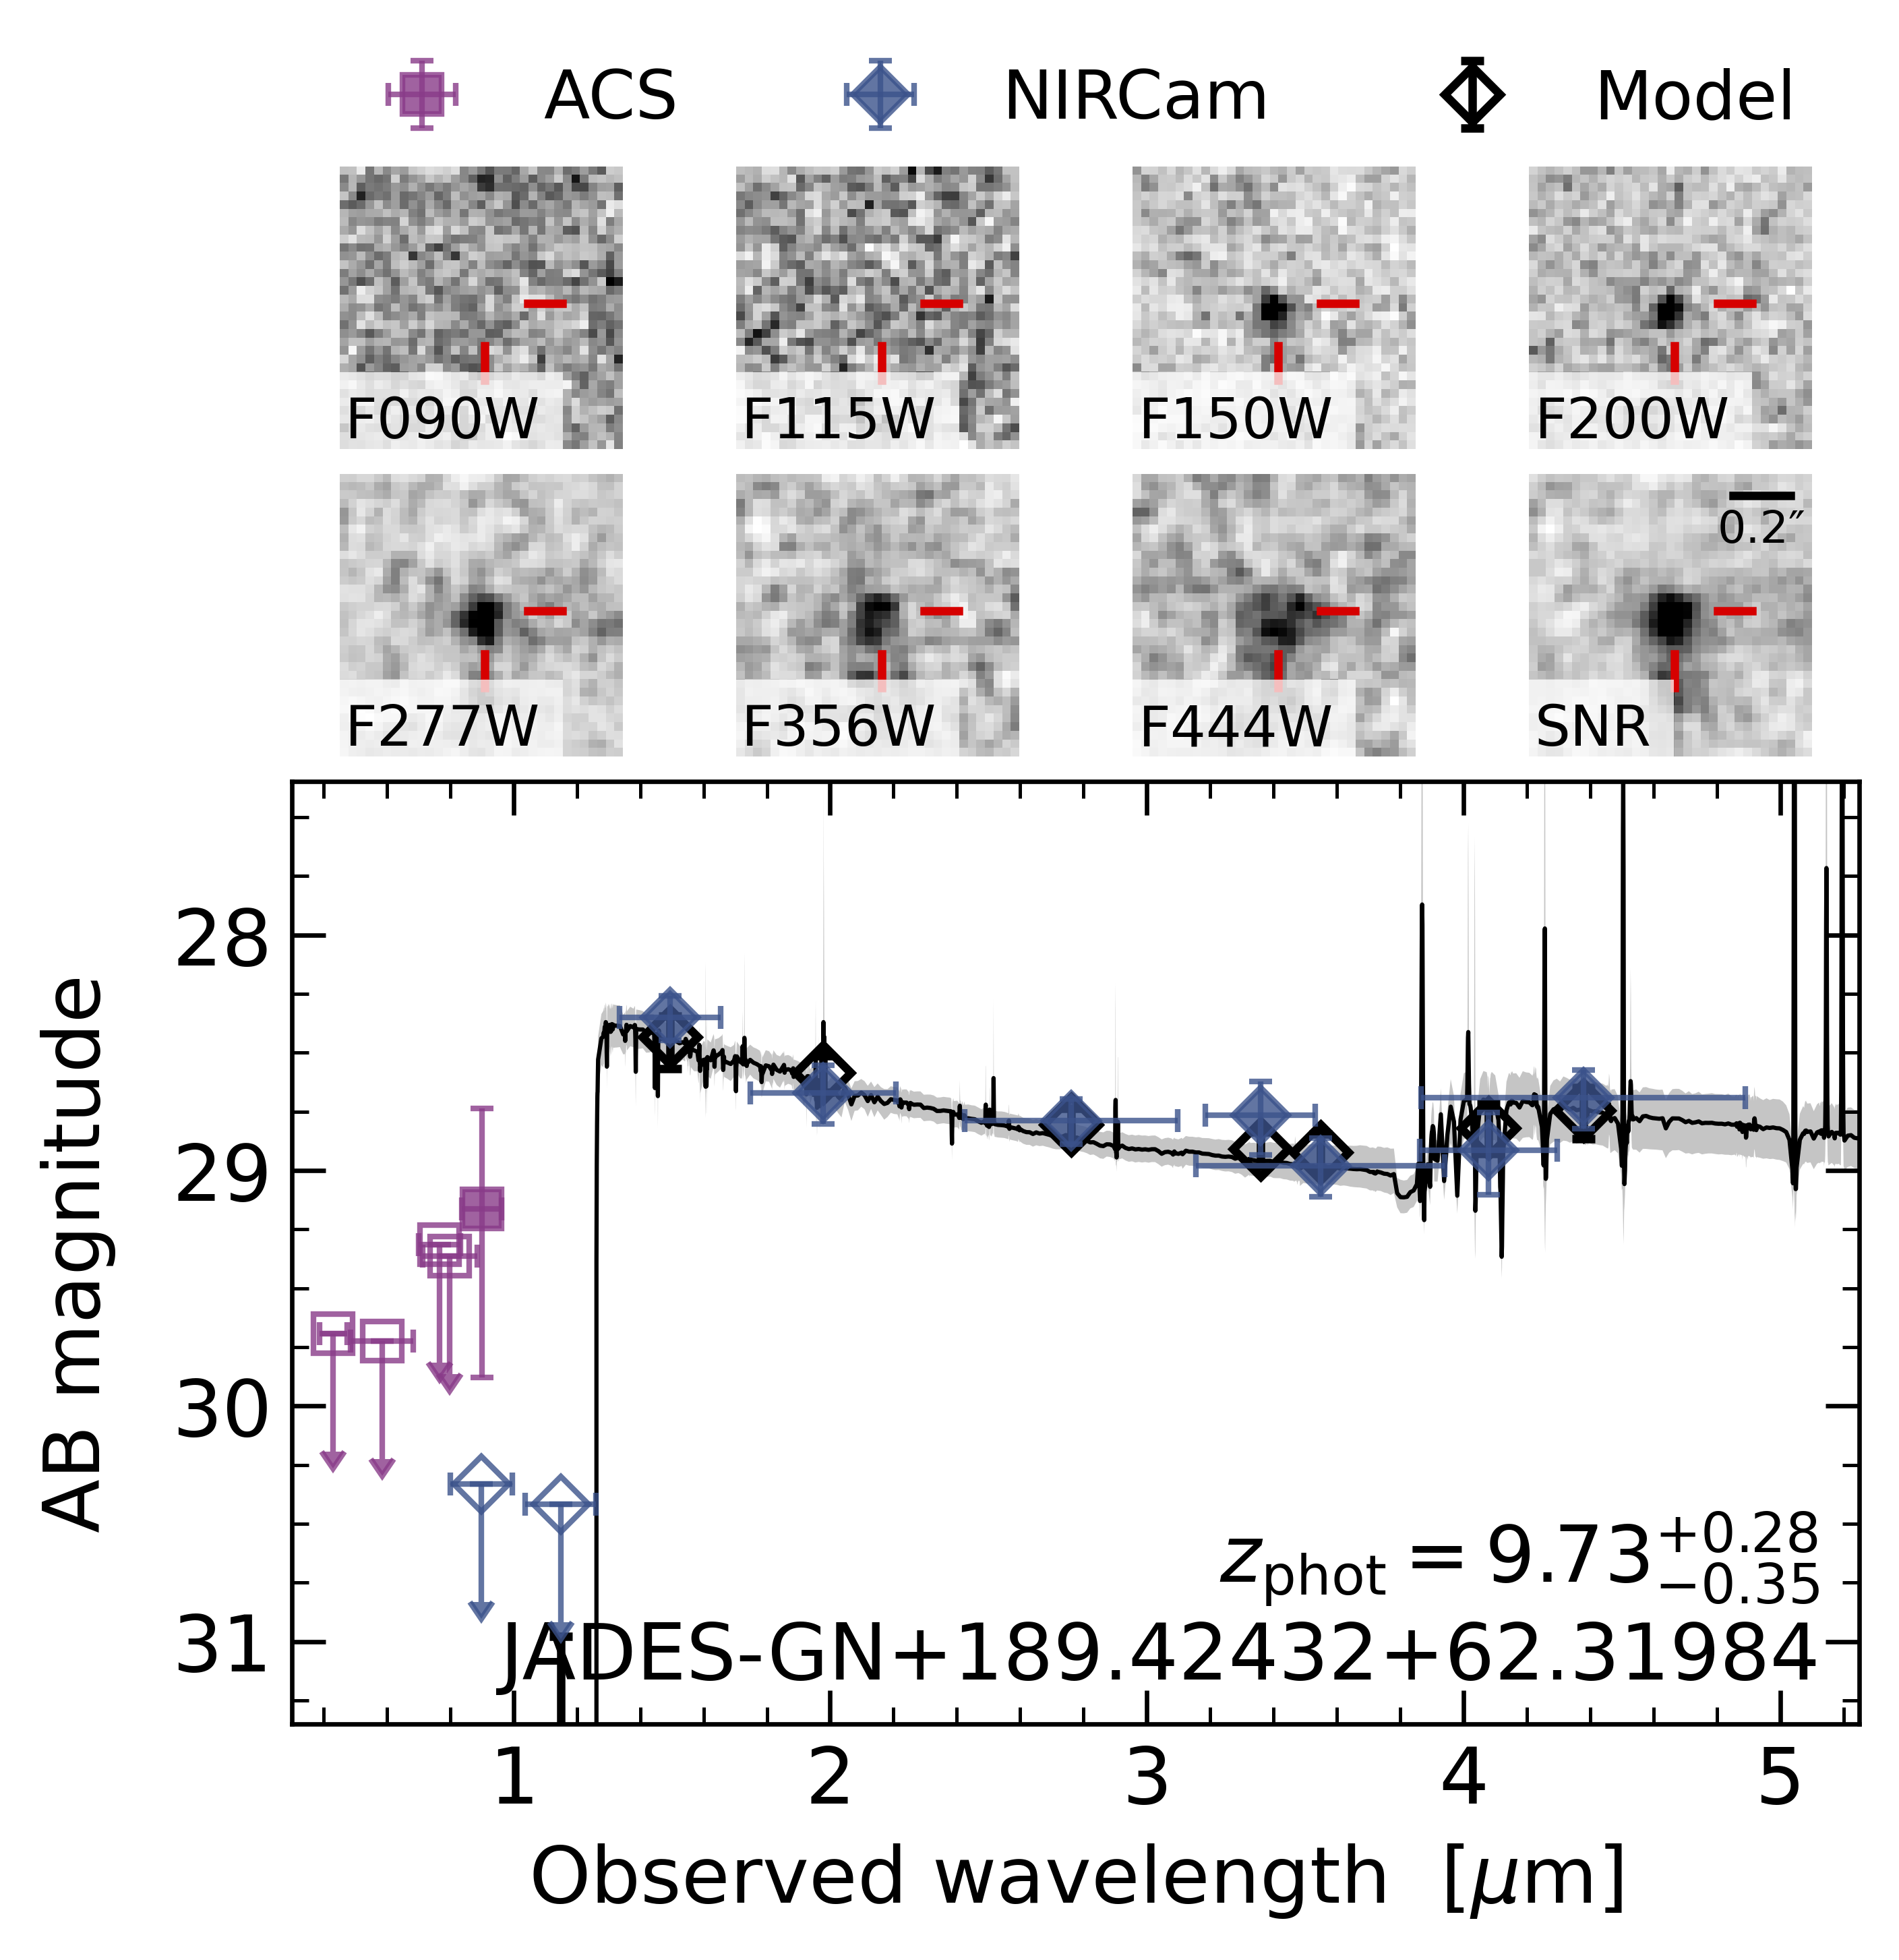 ACS NIRCam Model
F090W F115W F150W F200W
0.2″
F277W F356W F444W SNR
28
29
30
31
AB magnitude
z_phot = 9.73 +0.28 −0.35
JADES-GN+189.42432+62.31984
1 2 3 4 5
Observed wavelength [μm]